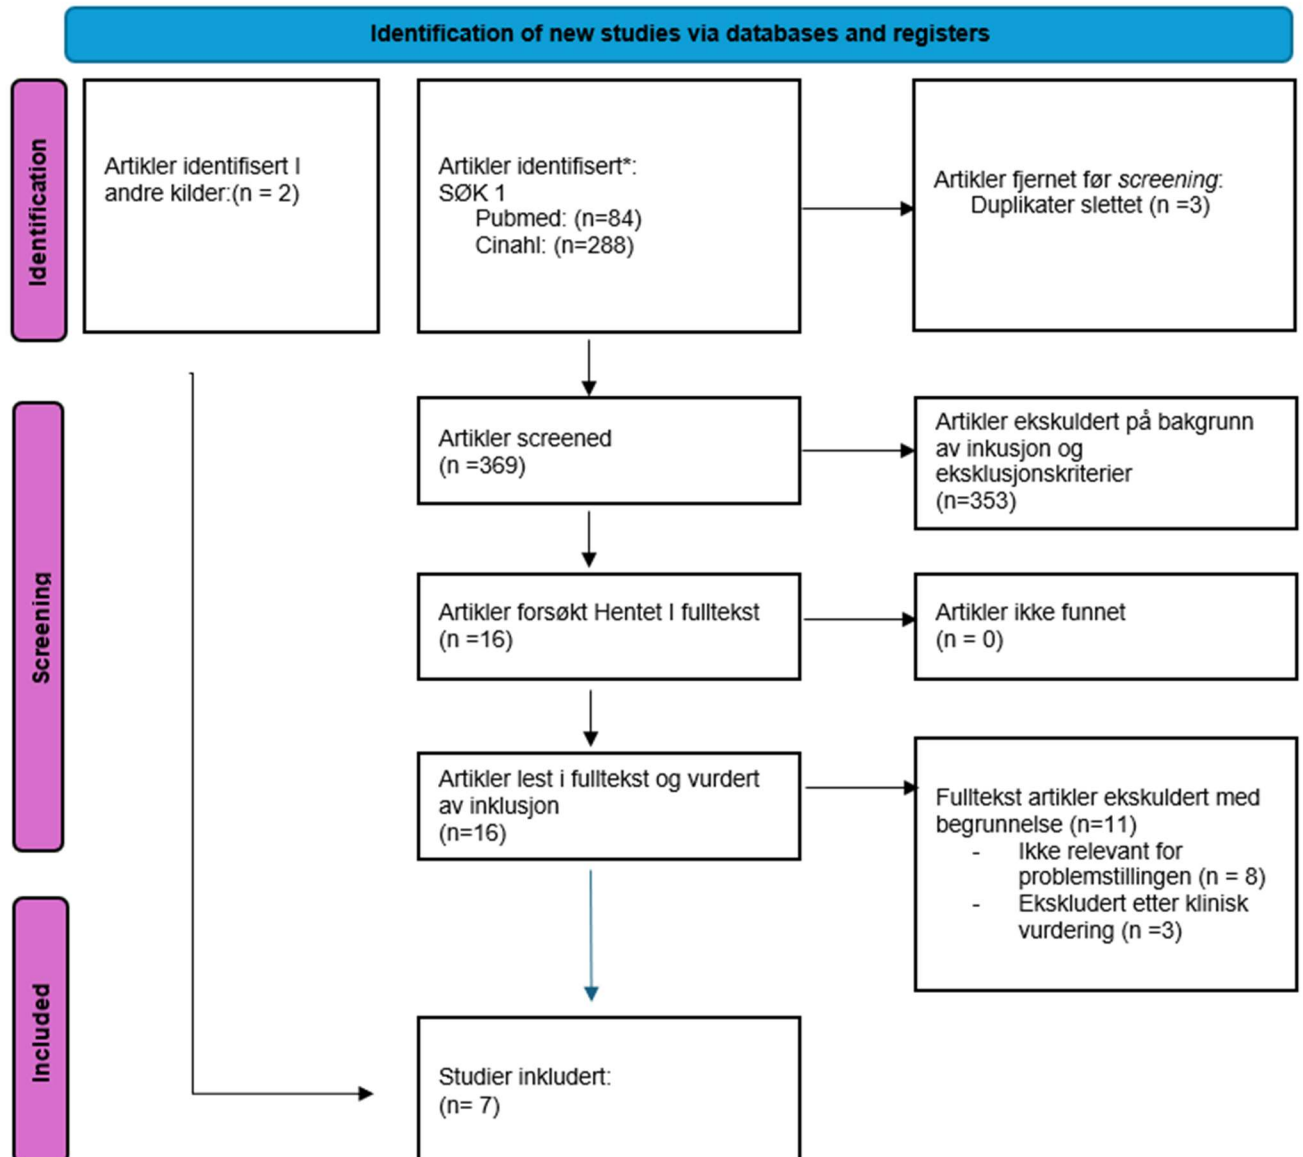 Identification of new studies via databases and registers
Identification
Artikler identifisert I
andre kilder:(n = 2)
Artikler identifisert*:
SØK 1
Pubmed: (n=84)
Cinahl: (n=288)
Artikler fjernet før screening:
Duplikater slettet (n =3)
Screening
Artikler screened
(n =369)
Artikler ekskuldert på bakgrunn
av inkusjon og
eksklusjonskriterier
(n=353)
Artikler forsøkt Hentet I fulltekst
(n =16)
Artikler ikke funnet
(n = 0)
Artikler lest i fulltekst og vurdert
av inklusjon
(n=16)
Fulltekst artikler ekskuldert med
begrunnelse (n=11)
- Ikke relevant for
problemstillingen (n = 8)
- Ekskludert etter klinisk
vurdering (n =3)
Included
Studier inkludert:
(n= 7)